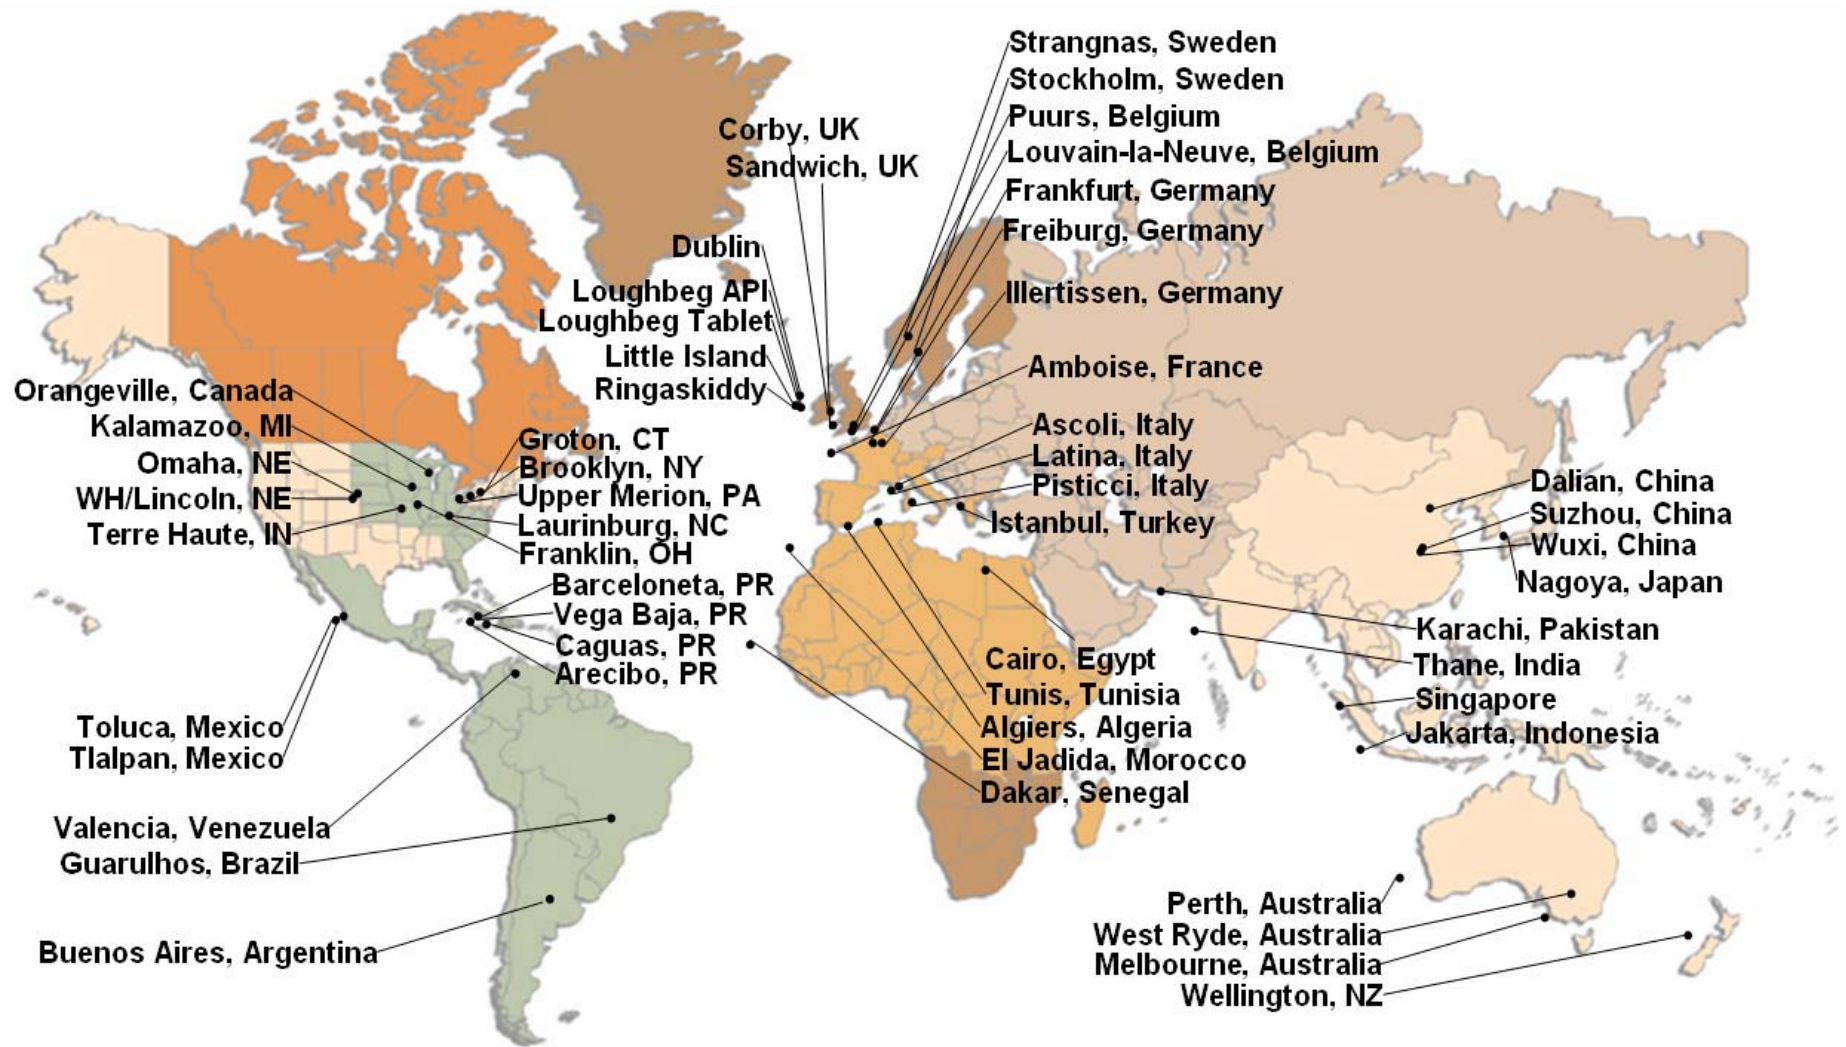 Strangnas, Sweden
Stockholm, Sweden
Puurs, Belgium
Louvain-la-Neuve, Belgium
Frankfurt, Germany
Freiburg, Germany
Illertissen, Germany
Corby, UK
Sandwich, UK
Dublin
Loughbeg API
Loughbeg Tablet
Little Island
Ringaskiddy
Amboise, France
Ascoli, Italy
Latina, Italy
Pisticci, Italy
Istanbul, Turkey
Orangeville, Canada
Kalamazoo, MI
Omaha, NE
WH/Lincoln, NE
Terre Haute, IN
Groton, CT
Brooklyn, NY
Upper Merion, PA
Laurinburg, NC
Franklin, OH
Barceloneta, PR
Vega Baja, PR
Caguas, PR
Arecibo, PR
Dalian, China
Suzhou, China
Wuxi, China
Nagoya, Japan
Karachi, Pakistan
Thane, India
Singapore
Jakarta, Indonesia
Cairo, Egypt
Tunis, Tunisia
Algiers, Algeria
El Jadida, Morocco
Dakar, Senegal
Toluca, Mexico
Tlalpan, Mexico
Valencia, Venezuela
Guarulhos, Brazil
Buenos Aires, Argentina
Perth, Australia
West Ryde, Australia
Melbourne, Australia
Wellington, NZ